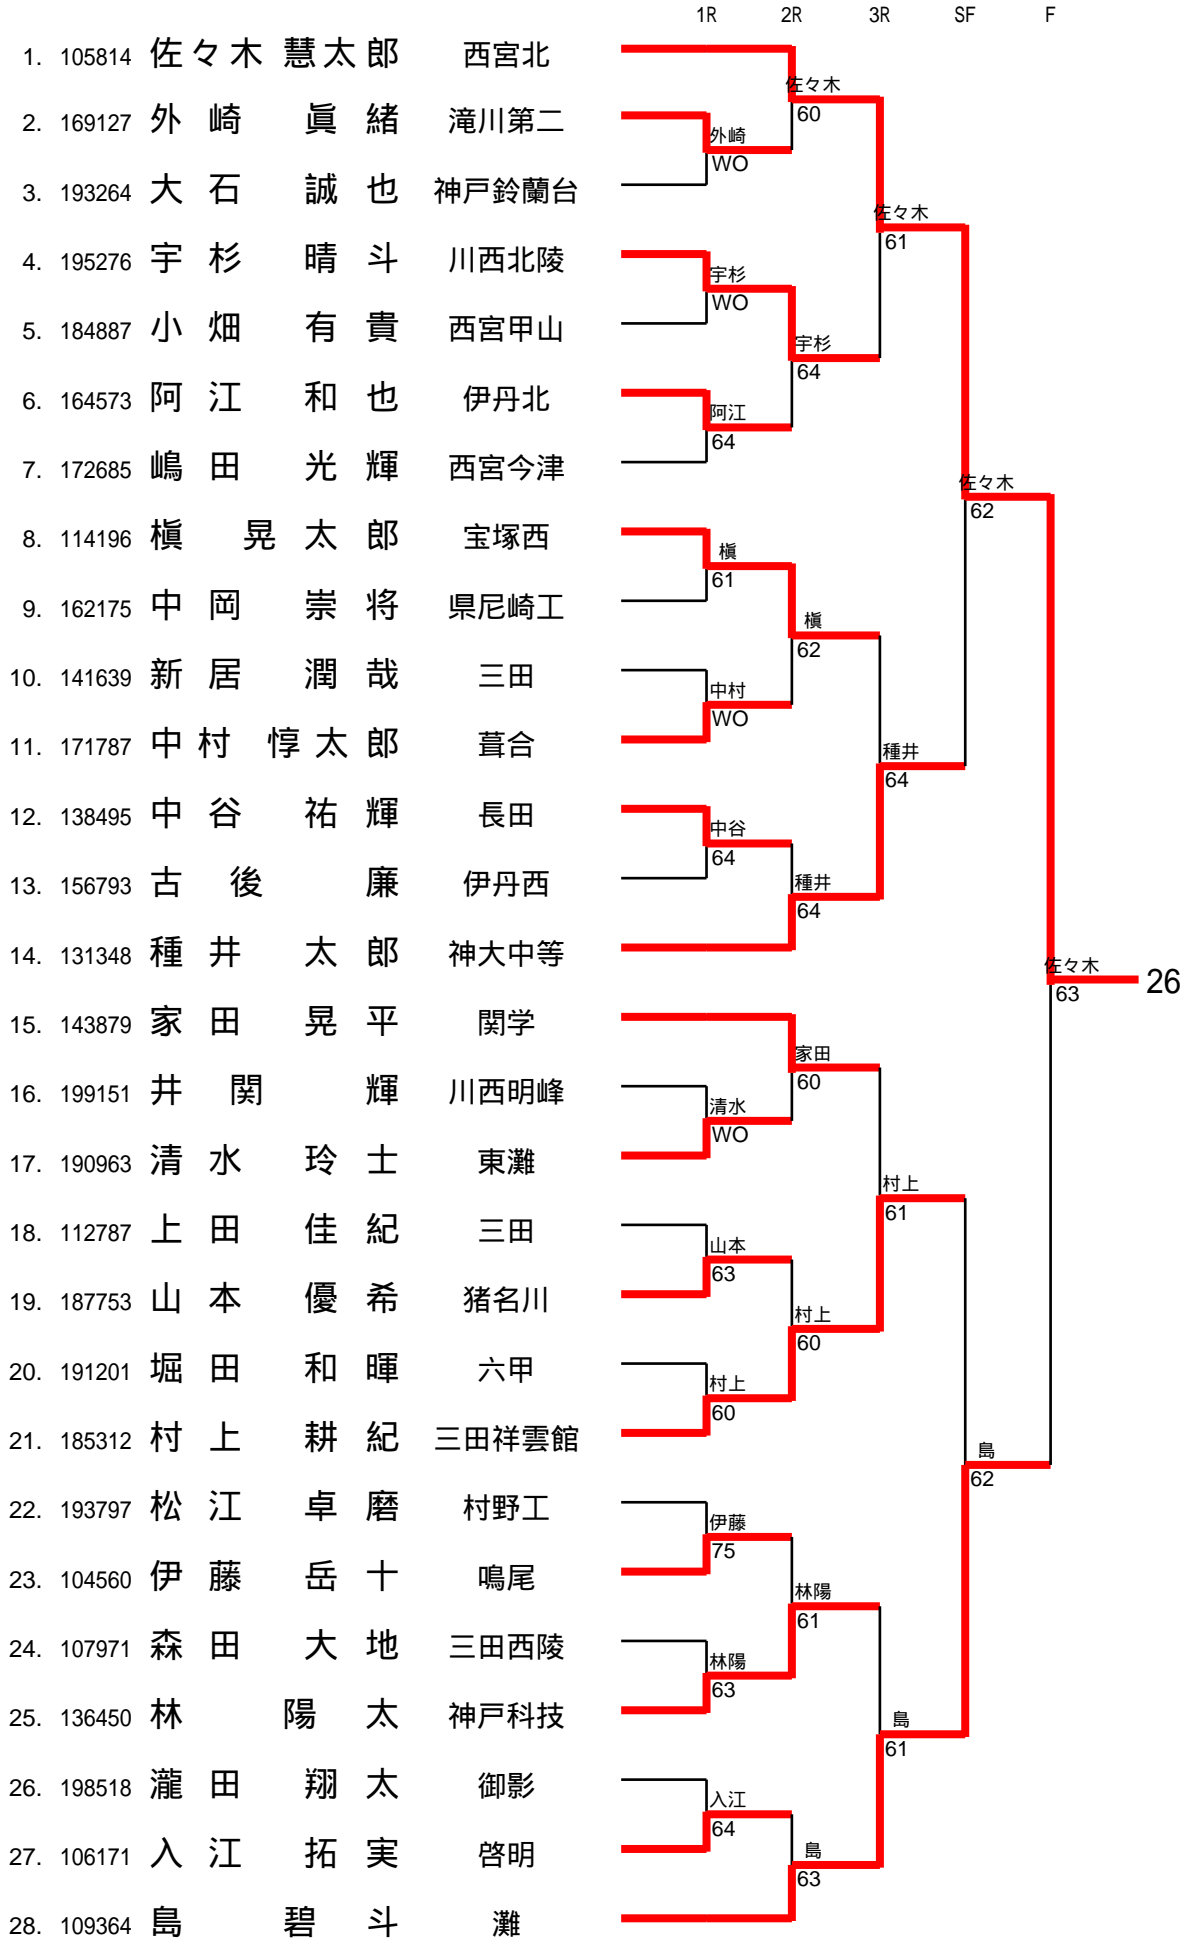 1R 2R 3R SF F
1. 105814 佐々木 慧太郎 西宮北
佐々木
60
2. 169127 外崎 眞緒 滝川第二
外崎
WO
3. 193264 大石 誠也 神戸鈴蘭台
佐々木
61
4. 195276 宇杉 晴斗 川西北陵
宇杉
WO
5. 184887 小畑 有貴 西宮甲山
宇杉
64
6. 164573 阿江 和也 伊丹北
阿江
64
7. 172685 嶋田 光輝 西宮今津
佐々木
62
8. 114196 槇 晃太郎 宝塚西
槇
61
9. 162175 中岡 崇将 県尼崎工
槇
62
10. 141639 新居 潤哉 三田
中村
WO
11. 171787 中村 惇太郎 葺合
種井
64
12. 138495 中谷 祐輝 長田
中谷
64
13. 156793 古後 廉 伊丹西
種井
64
14. 131348 種井 太郎 神大中等
佐々木
63
26
15. 143879 家田 晃平 関学
家田
60
16. 199151 井関 輝 川西明峰
清水
WO
17. 190963 清水 玲士 東灘
村上
61
18. 112787 上田 佳紀 三田
山本
63
19. 187753 山本 優希 猪名川
村上
60
20. 191201 堀田 和暉 六甲
村上
60
21. 185312 村上 耕紀 三田祥雲館
島
62
22. 193797 松江 卓磨 村野工
伊藤
75
23. 104560 伊藤 岳十 鳴尾
林陽
61
24. 107971 森田 大地 三田西陵
林陽
63
25. 136450 林 陽太 神戸科技
島
61
26. 198518 瀧田 翔太 御影
入江
64
27. 106171 入江 拓実 啓明
島
63
28. 109364 島 碧斗 灘